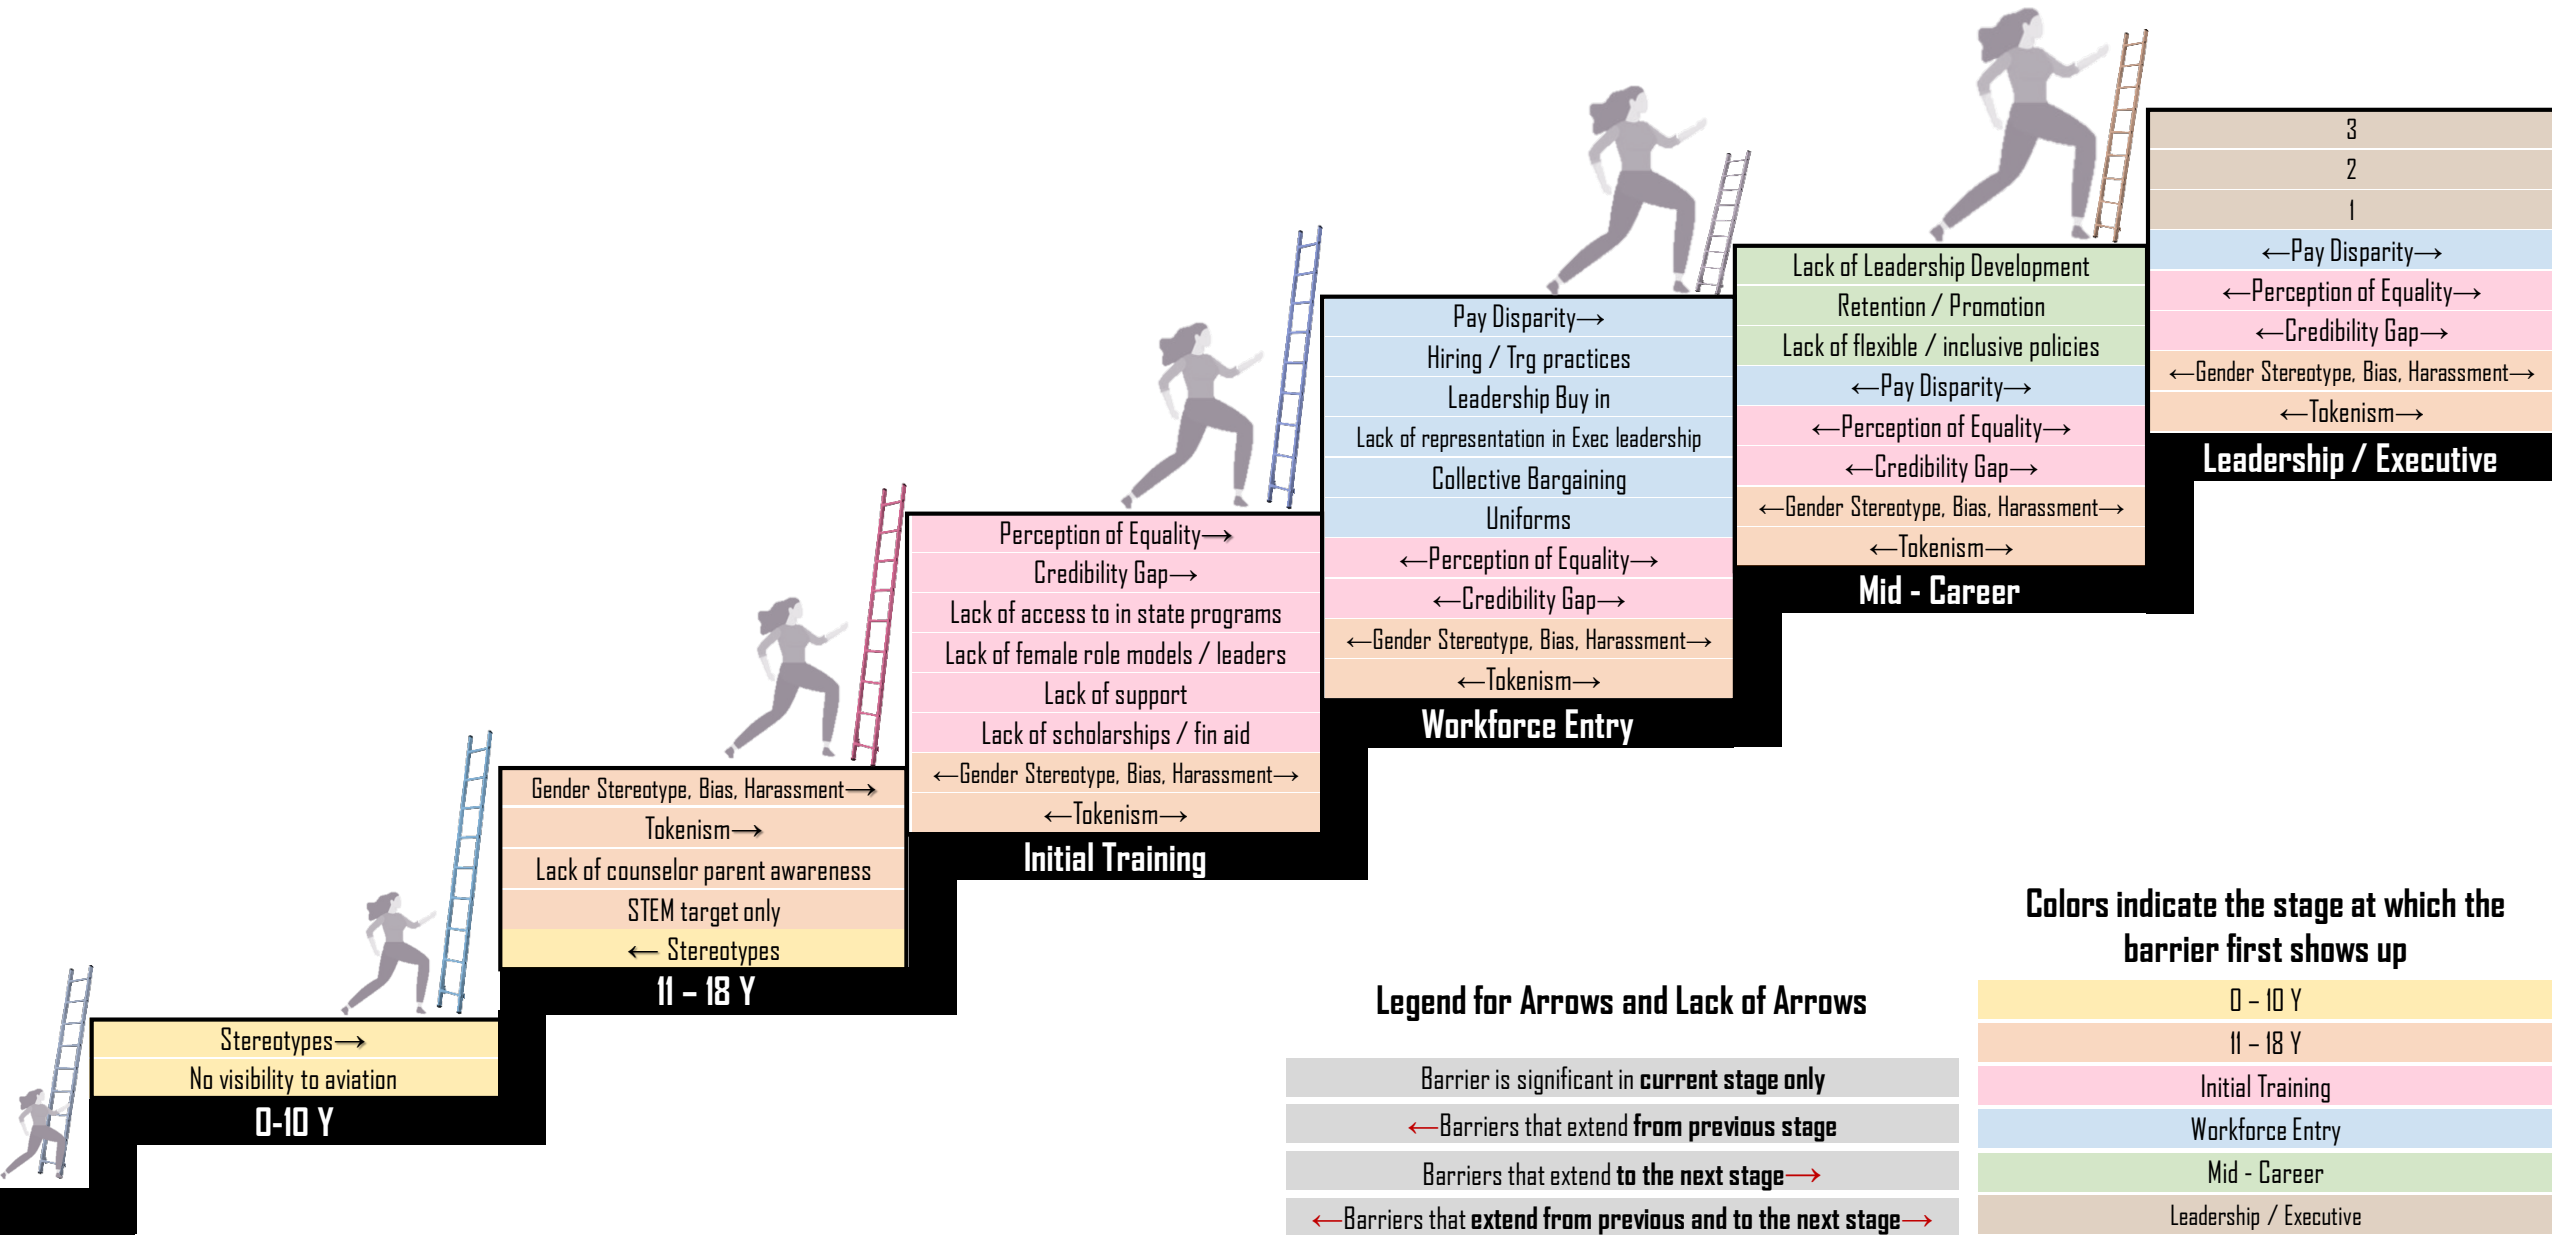 Stereotypes→
No visibility to aviation
0-10 Y
Gender Stereotype, Bias, Harassment→
Tokenism→
Lack of counselor parent awareness
STEM target only
← Stereotypes
11 – 18 Y
Perception of Equality→
Credibility Gap→
Lack of access to in state programs
Lack of female role models / leaders
Lack of support
Lack of scholarships / fin aid
←Gender Stereotype, Bias, Harassment→
←Tokenism→
Initial Training
Pay Disparity→
Hiring / Trg practices
Leadership Buy in
Lack of representation in Exec leadership
Collective Bargaining
Uniforms
←Perception of Equality→
←Credibility Gap→
←Gender Stereotype, Bias, Harassment→
←Tokenism→
Workforce Entry
Lack of Leadership Development
Retention / Promotion
Lack of flexible / inclusive policies
←Pay Disparity→
←Perception of Equality→
←Credibility Gap→
←Gender Stereotype, Bias, Harassment→
←Tokenism→
Mid - Career
3
2
1
←Pay Disparity→
←Perception of Equality→
←Credibility Gap→
←Gender Stereotype, Bias, Harassment→
←Tokenism→
Leadership / Executive
Legend for Arrows and Lack of Arrows
Barrier is significant in current stage only
←Barriers that extend from previous stage
Barriers that extend to the next stage→
←Barriers that extend from previous and to the next stage→
Colors indicate the stage at which the
barrier first shows up
0 – 10 Y
11 – 18 Y
Initial Training
Workforce Entry
Mid - Career
Leadership / Executive